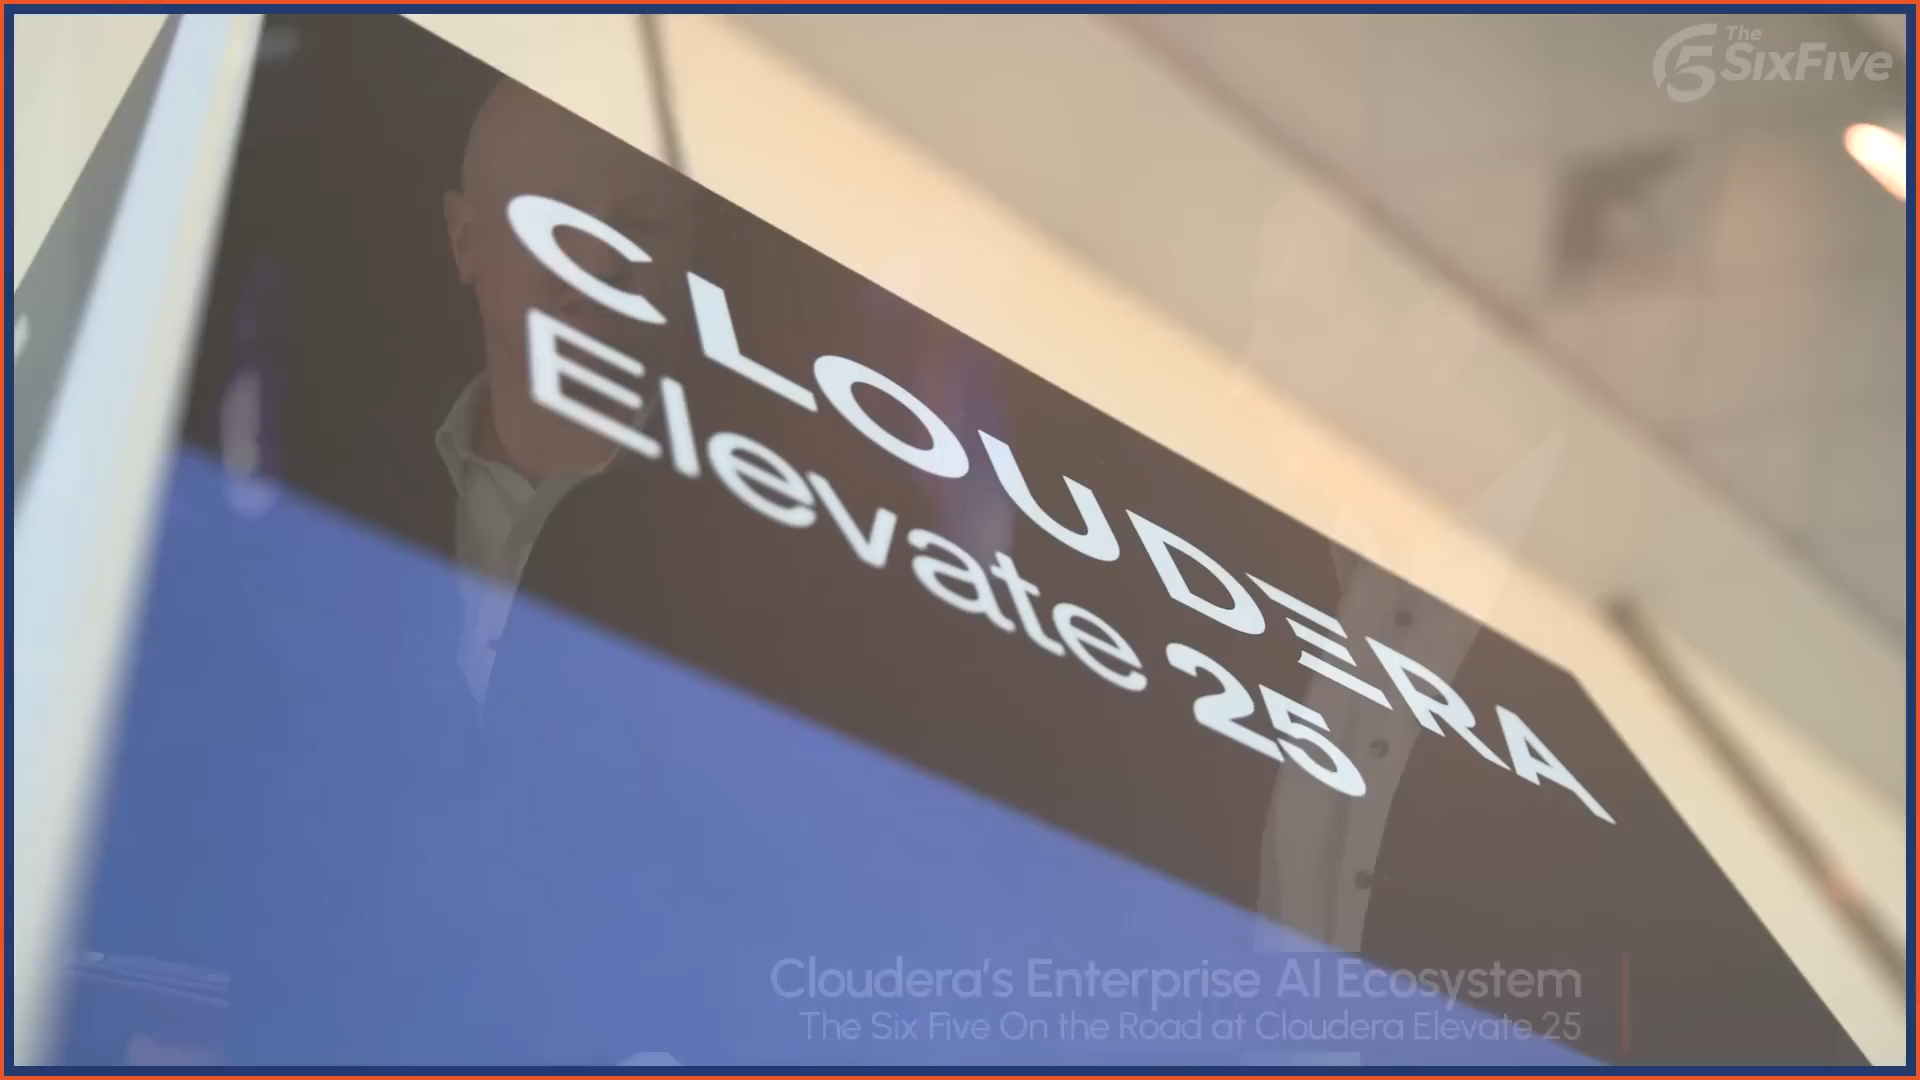 The
SixFive
CLOUDERA
Elevate 25
Cloudera's Enterprise AI Ecosystem
The Six Five On the Road at Cloudera Elevate 25